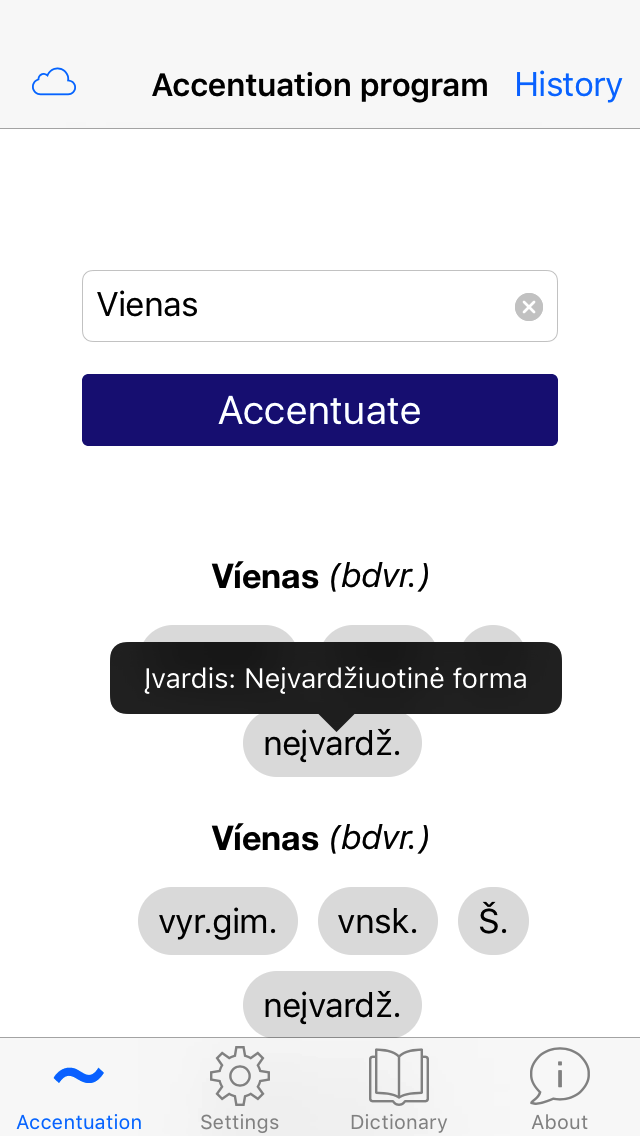 Accentuation program History
Vienas
Accentuate
Víenas (bdvr.)
Įvardis: Neįvardžiuotinė forma
neįvardž.
Víenas (bdvr.)
vyr.gim. vnsk. Š.
neįvardž.
Accentuation Settings Dictionary About